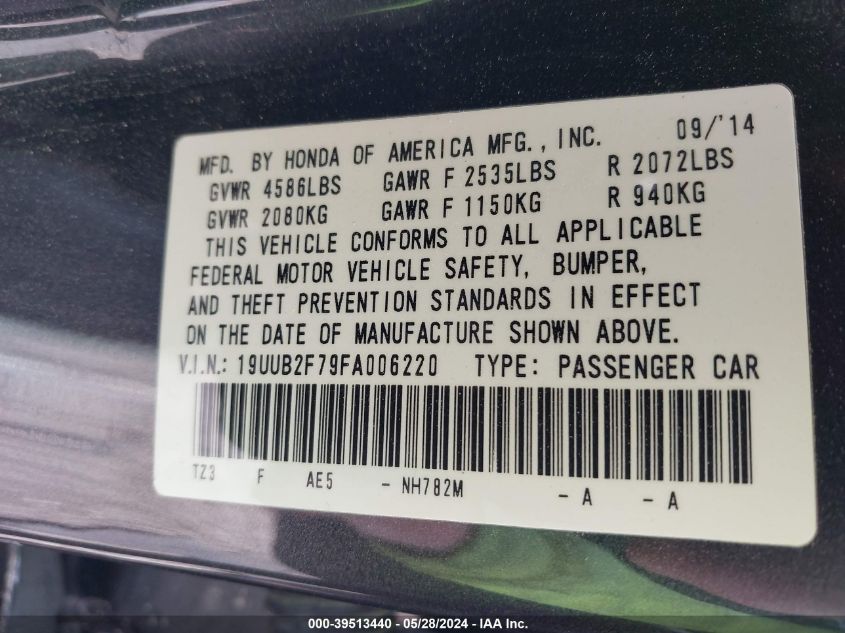 MFD. BY HONDA OF AMERICA MFG., INC. 09/'14
GVWR 4586LBS GAWR F 2535LBS R 2072LBS
GVWR 2080KG GAWR F 1150KG R 940KG
THIS VEHICLE CONFORMS TO ALL APPLICABLE
FEDERAL MOTOR VEHICLE SAFETY, BUMPER,
AND THEFT PREVENTION STANDARDS IN EFFECT
ON THE DATE OF MANUFACTURE SHOWN ABOVE.
V.I.N.: 19UUB2F79FA006220 TYPE: PASSENGER CAR
TZ3 F AE5 - NH782M - A - A
000-39513440 - 05/28/2024 - IAA Inc.